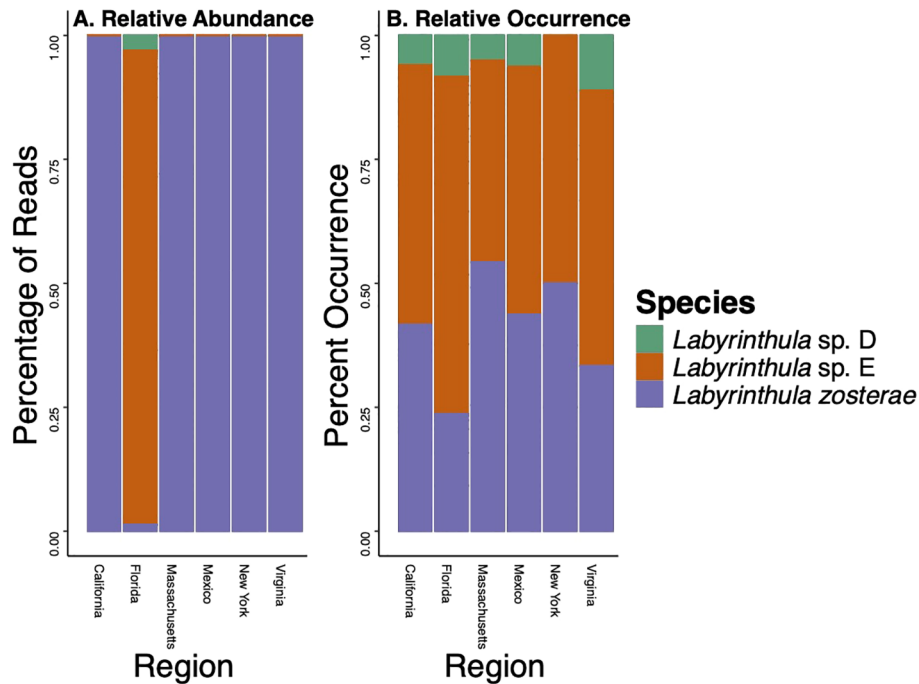 A. Relative Abundance
Percentage of Reads
1.00
0.75
0.50
0.25
0.00
California
Florida
Massachusetts
Mexico
New York
Virginia
Region
B. Relative Occurrence
Percent Occurrence
1.00
0.75
0.50
0.25
0.00
California
Florida
Massachusetts
Mexico
New York
Virginia
Region
Species
Labyrinthula sp. D
Labyrinthula sp. E
Labyrinthula zosterae